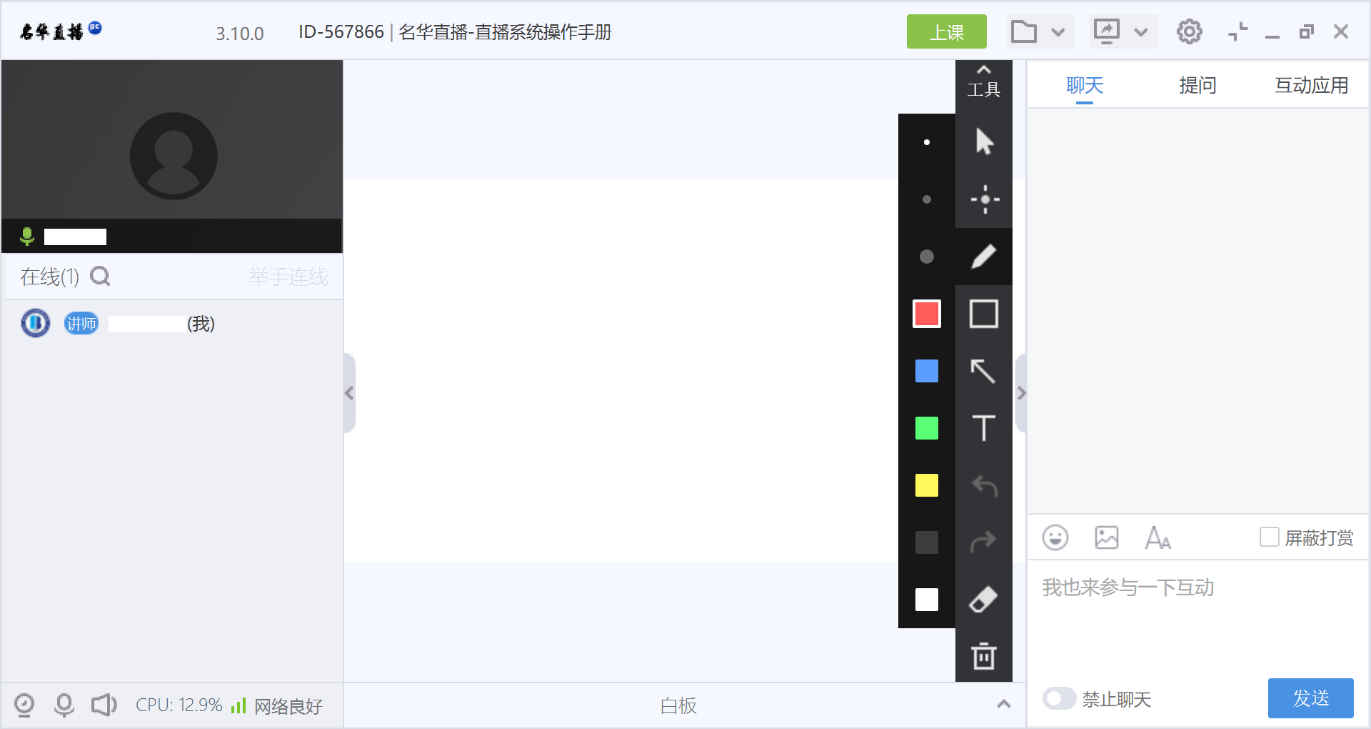 名华直播
3.10.0
ID-567866 | 名华直播-直播系统操作手册
上课
工具
聊天
提问
互动应用
在线(1)
举手连线
讲师
(我)
屏蔽打赏
我也来参与一下互动
CPU: 12.9%
网络良好
白板
禁止聊天
发送